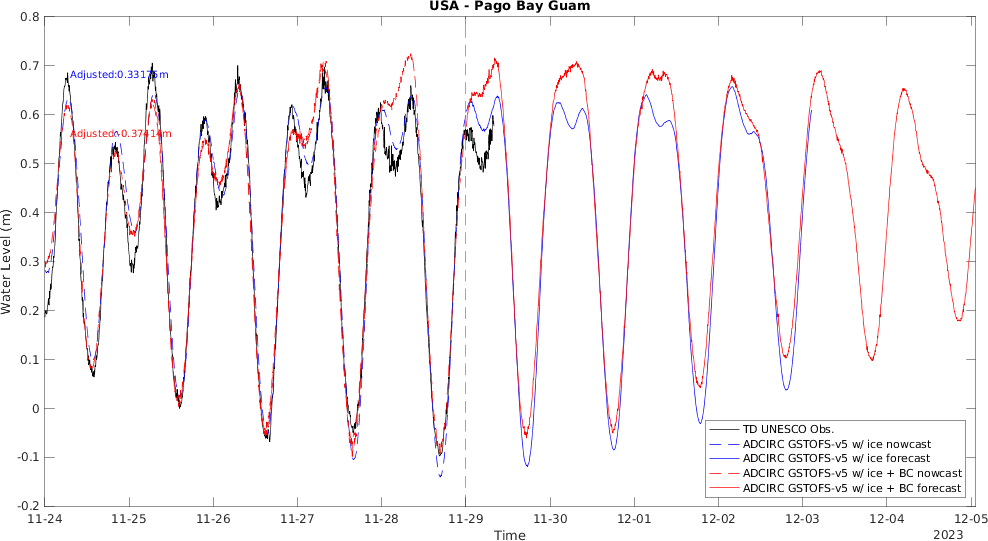 USA - Pago Bay Guam
0.8
0.7
0.6
0.5
0.4
0.3
0.2
0.1
0
-0.1
-0.2
Water Level (m)
Adjusted:0.33175m
Adjusted:-0.37414m
TD UNESCO Obs.
ADCIRC GSTOFS-v5 w/ ice nowcast
ADCIRC GSTOFS-v5 w/ ice forecast
ADCIRC GSTOFS-v5 w/ ice + BC nowcast
ADCIRC GSTOFS-v5 w/ ice + BC forecast
11-24 11-25 11-26 11-27 11-28 11-29 11-30 12-01 12-02 12-03 12-04 12-05
Time
2023